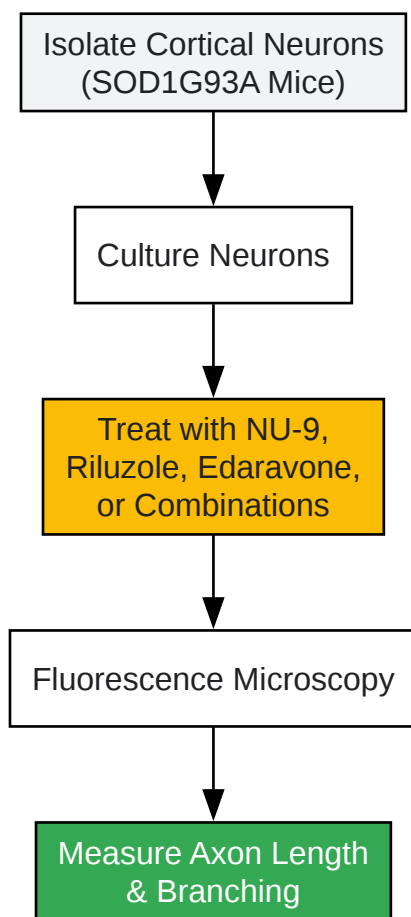 Isolate Cortical Neurons
(SOD1G93A Mice)
Culture Neurons
Treat with NU-9,
Riluzole, Edaravone,
or Combinations
Fluorescence Microscopy
Measure Axon Length
& Branching